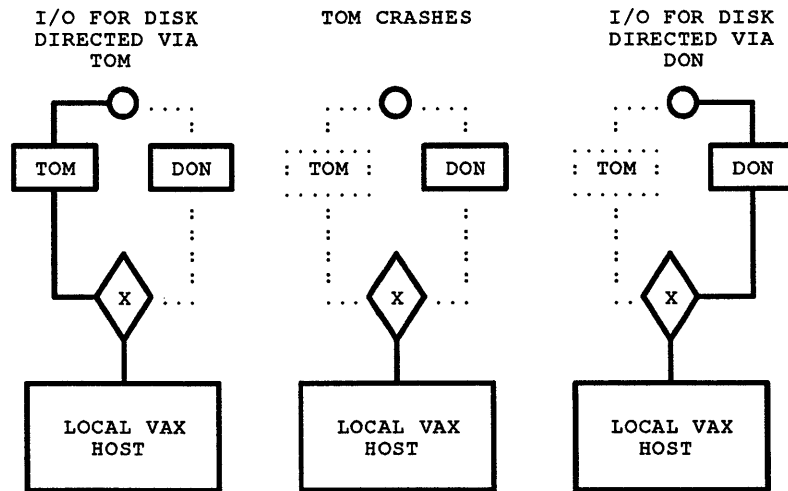 I/O FOR DISK
DIRECTED VIA
TOM
TOM CRASHES
I/O FOR DISK
DIRECTED VIA
DON
TOM
DON
TOM
DON
TOM
DON
X
X
X
LOCAL VAX
HOST
LOCAL VAX
HOST
LOCAL VAX
HOST